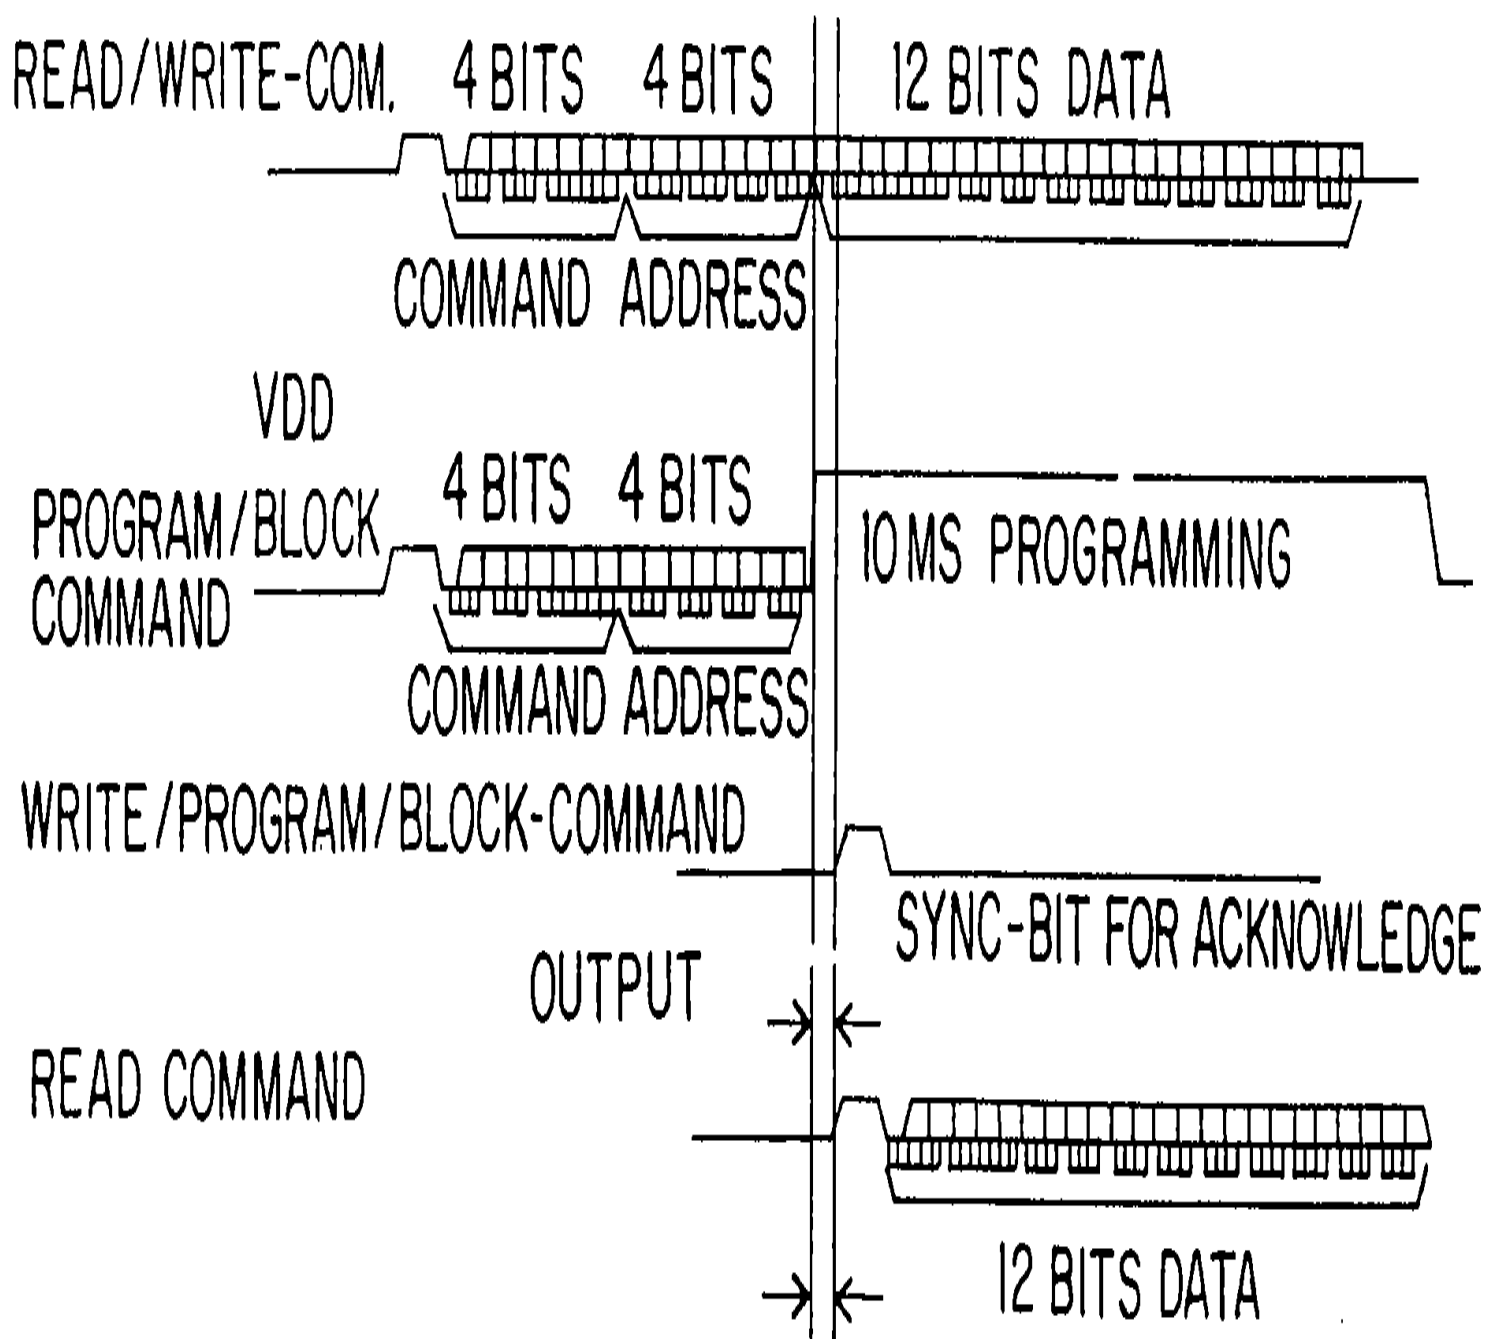 READ/WRITE-COM. 4 BITS 4 BITS 12 BITS DATA
COMMAND ADDRESS
VDD
4 BITS 4 BITS
PROGRAM/BLOCK
COMMAND
10 MS PROGRAMMING
COMMAND ADDRESS
WRITE/PROGRAM/BLOCK-COMMAND
SYNC-BIT FOR ACKNOWLEDGE
OUTPUT
READ COMMAND
12 BITS DATA